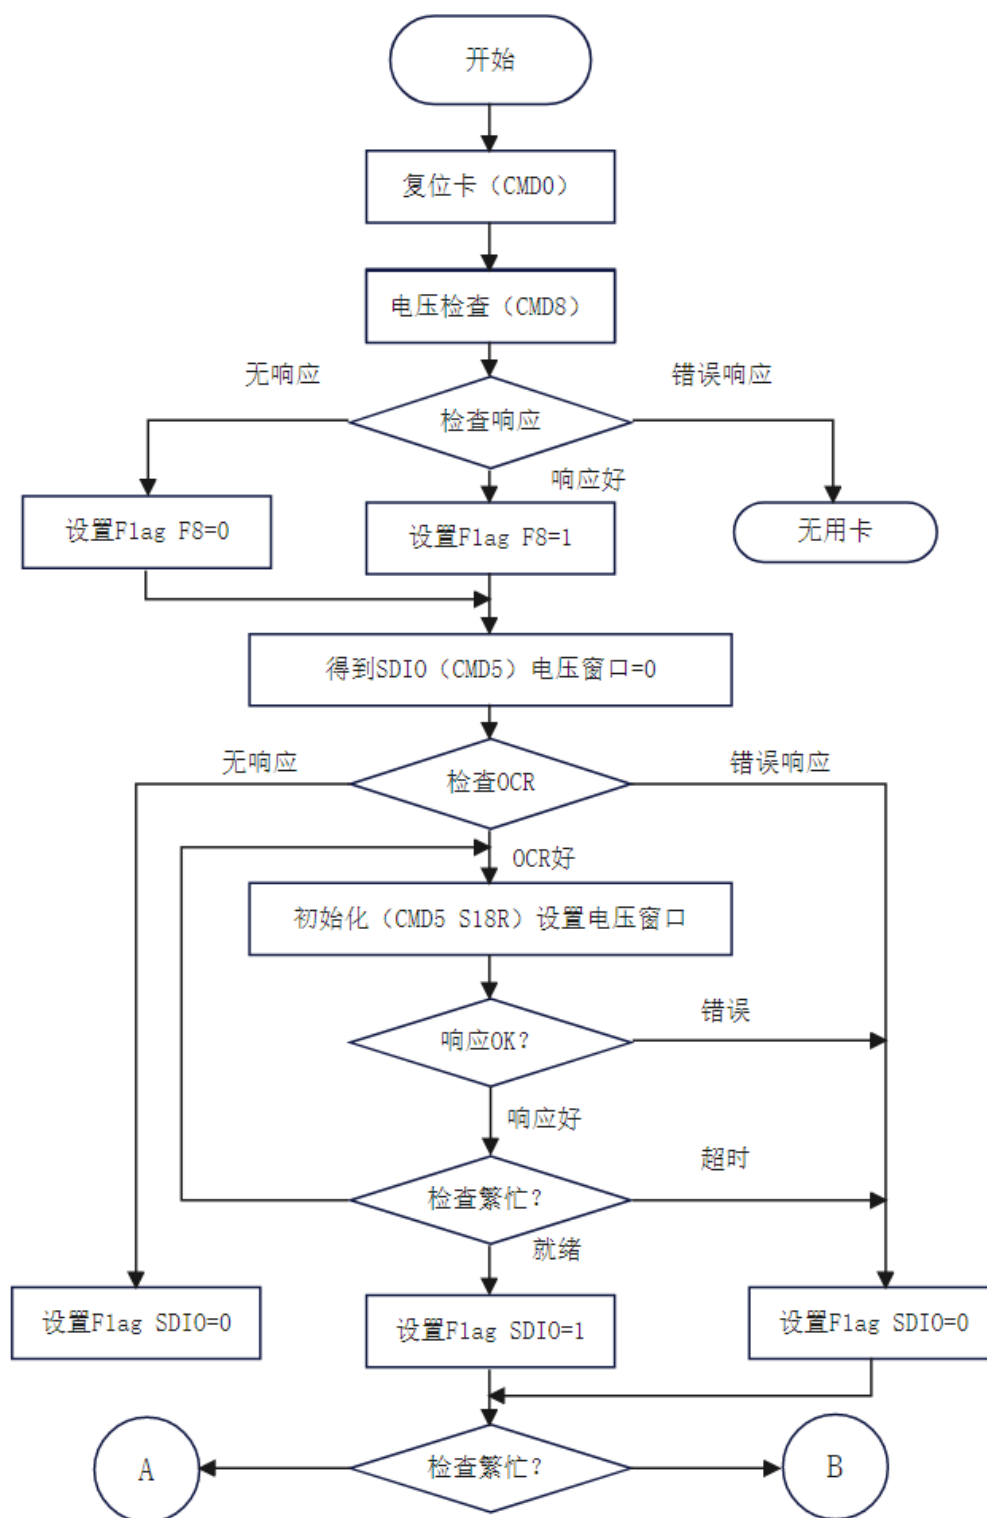 开始
复位卡（CMD0）
电压检查（CMD8）
无响应
错误响应
检查响应
响应好
设置Flag F8=0
设置Flag F8=1
无用卡
得到SDIO（CMD5）电压窗口=0
无响应
错误响应
检查OCR
OCR好
初始化（CMD5 S18R）设置电压窗口
错误
响应OK?
响应好
超时
检查繁忙?
就绪
设置Flag SDIO=0
设置Flag SDIO=1
设置Flag SDIO=0
A
检查繁忙?
B